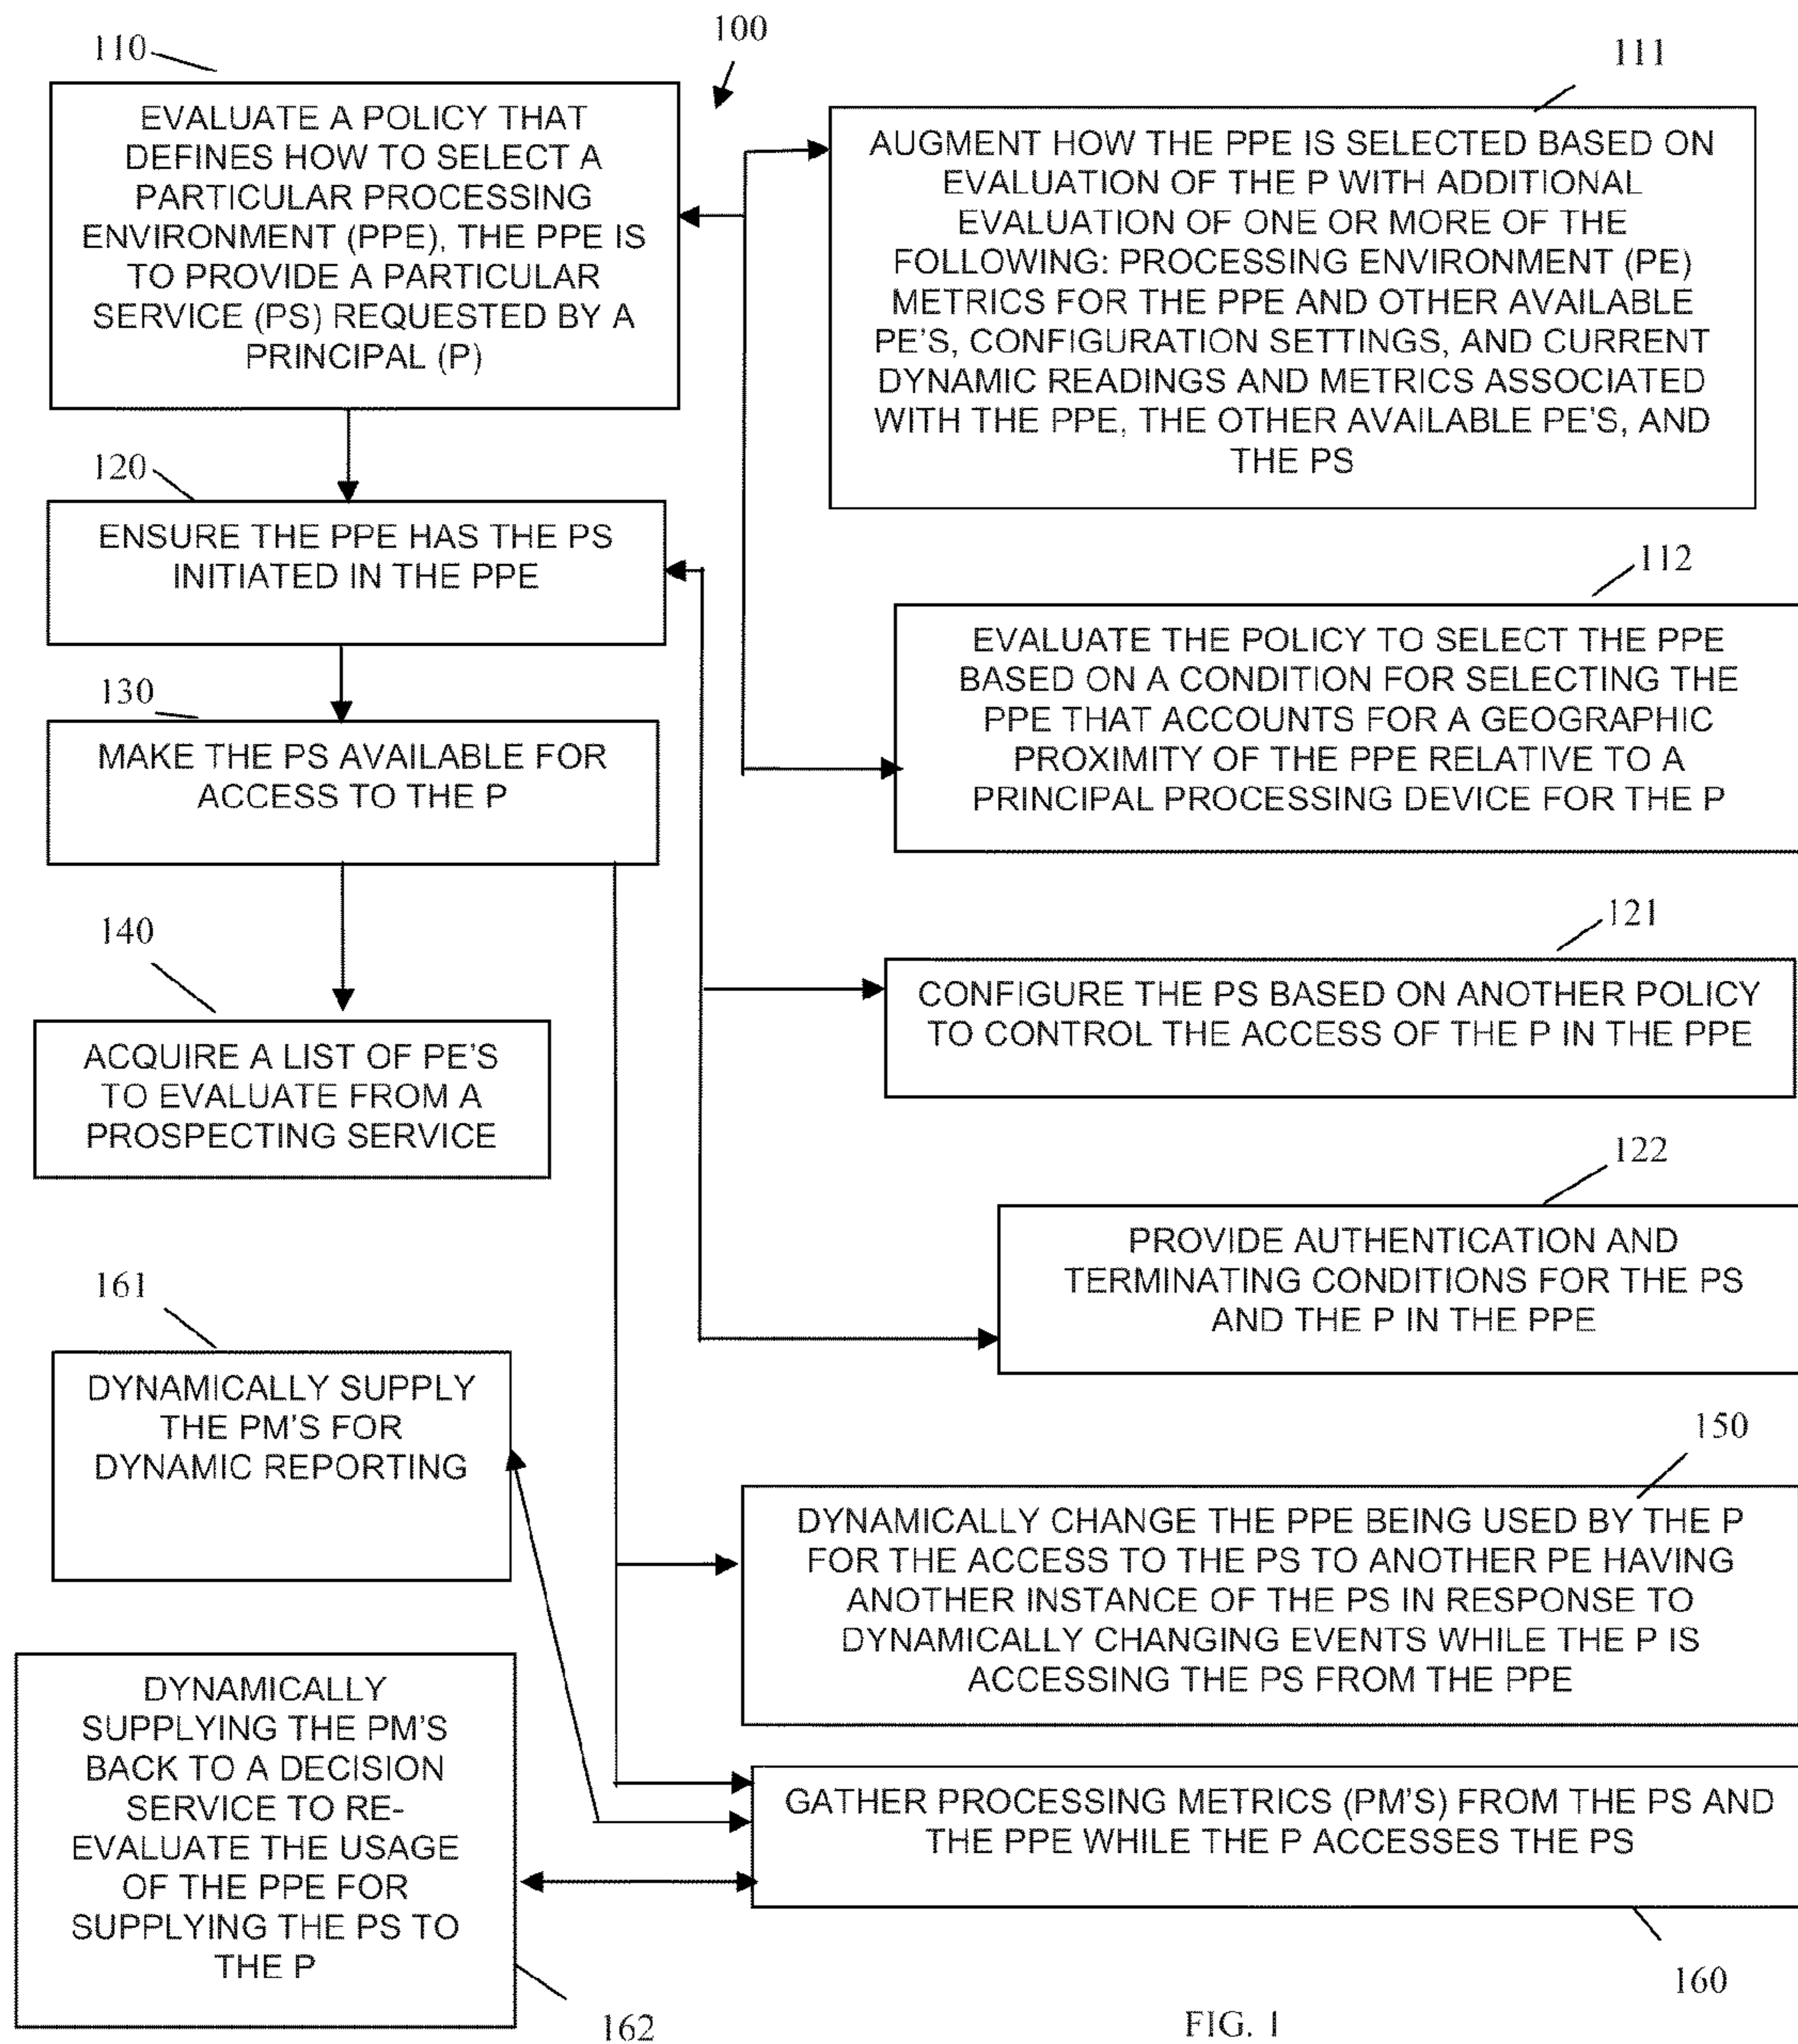 100
110
EVALUATE A POLICY THAT
DEFINES HOW TO SELECT A
PARTICULAR PROCESSING
ENVIRONMENT (PPE), THE PPE IS
TO PROVIDE A PARTICULAR
SERVICE (PS) REQUESTED BY A
PRINCIPAL (P)
111
AUGMENT HOW THE PPE IS SELECTED BASED ON
EVALUATION OF THE P WITH ADDITIONAL
EVALUATION OF ONE OR MORE OF THE
FOLLOWING: PROCESSING ENVIRONMENT (PE)
METRICS FOR THE PPE AND OTHER AVAILABLE
PE'S, CONFIGURATION SETTINGS, AND CURRENT
DYNAMIC READINGS AND METRICS ASSOCIATED
WITH THE PPE, THE OTHER AVAILABLE PE'S, AND
THE PS
120
ENSURE THE PPE HAS THE PS
INITIATED IN THE PPE
112
EVALUATE THE POLICY TO SELECT THE PPE
BASED ON A CONDITION FOR SELECTING THE
PPE THAT ACCOUNTS FOR A GEOGRAPHIC
PROXIMITY OF THE PPE RELATIVE TO A
PRINCIPAL PROCESSING DEVICE FOR THE P
130
MAKE THE PS AVAILABLE FOR
ACCESS TO THE P
121
CONFIGURE THE PS BASED ON ANOTHER POLICY
TO CONTROL THE ACCESS OF THE P IN THE PPE
140
ACQUIRE A LIST OF PE'S
TO EVALUATE FROM A
PROSPECTING SERVICE
122
PROVIDE AUTHENTICATION AND
TERMINATING CONDITIONS FOR THE PS
AND THE P IN THE PPE
161
DYNAMICALLY SUPPLY
THE PM'S FOR
DYNAMIC REPORTING
150
DYNAMICALLY CHANGE THE PPE BEING USED BY THE P
FOR THE ACCESS TO THE PS TO ANOTHER PE HAVING
ANOTHER INSTANCE OF THE PS IN RESPONSE TO
DYNAMICALLY CHANGING EVENTS WHILE THE P IS
ACCESSING THE PS FROM THE PPE
DYNAMICALLY
SUPPLYING THE PM'S
BACK TO A DECISION
SERVICE TO RE-
EVALUATE THE USAGE
OF THE PPE FOR
SUPPLYING THE PS TO
THE P
162
GATHER PROCESSING METRICS (PM'S) FROM THE PS AND
THE PPE WHILE THE P ACCESSES THE PS
160
FIG. 1